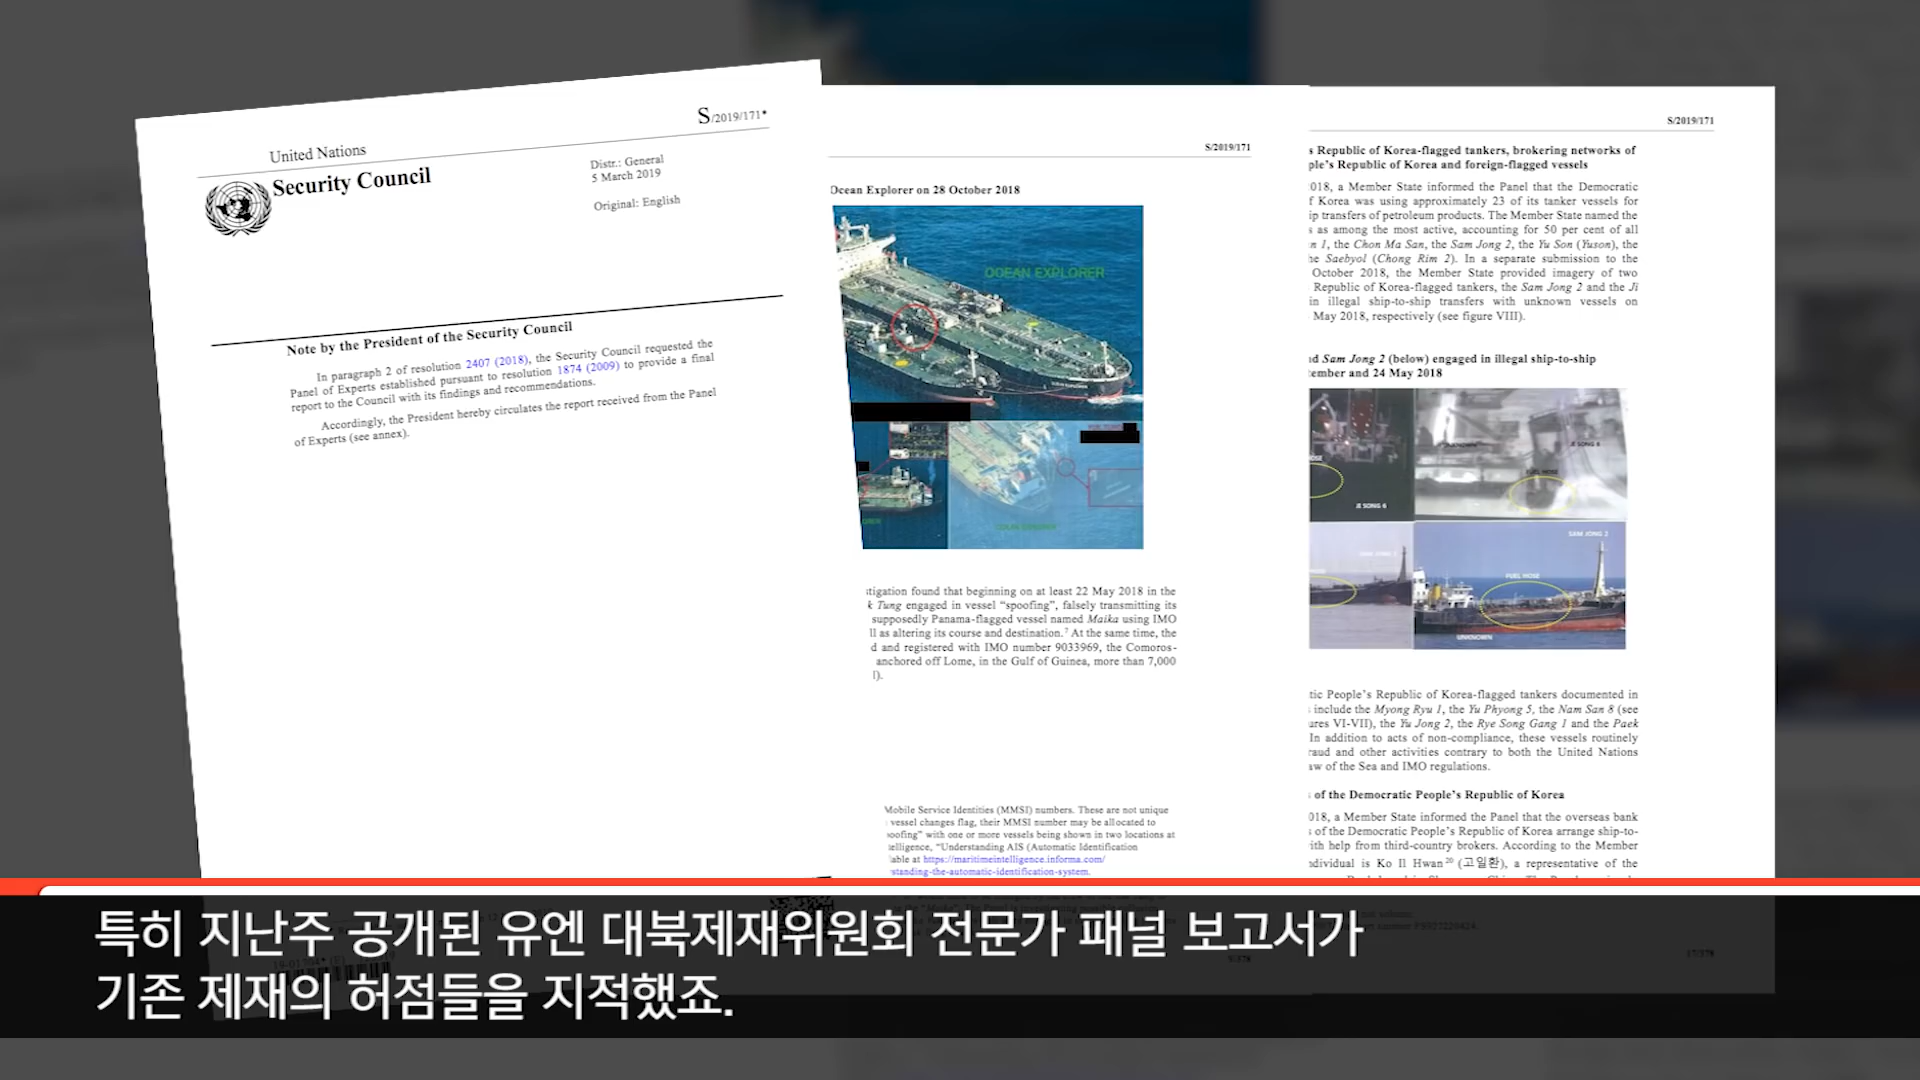 S/2019/171*
United Nations
Security Council
Distr.: General
5 March 2019
Original: English
Note by the President of the Security Council
In paragraph 2 of resolution 2407 (2018), the Security Council requested the
Panel of Experts established pursuant to resolution 1874 (2009) to provide a final
report to the Council with its findings and recommendations.
Accordingly, the President hereby circulates the report received from the Panel
of Experts (see annex).
S/2019/171
Ocean Explorer on 28 October 2018
OCEAN EXPLORER
OCEAN EXPLORER
tigation found that beginning on at least 22 May 2018 in the
k Tung engaged in vessel “spoofing”, falsely transmitting its
supposedly Panama-flagged vessel named Maika using IMO
ll as altering its course and destination.7 At the same time, the
d and registered with IMO number 9033969, the Comoros-
anchored off Lome, in the Gulf of Guinea, more than 7,000
I).
Mobile Service Identities (MMSI) numbers. These are not unique
vessel changes flag, their MMSI number may be allocated to
oofing” with one or more vessels being shown in two locations at
telligence, “Understanding AIS (Automatic Identification
lable at https://maritimeintelligence.informa.com/
standing-the-automatic-identification-system.
S/2019/171
s Republic of Korea-flagged tankers, brokering networks of
ple’s Republic of Korea and foreign-flagged vessels
018, a Member State informed the Panel that the Democratic
f Korea was using approximately 23 of its tanker vessels for
ip transfers of petroleum products. The Member State named the
s as among the most active, accounting for 50 per cent of all
n 1, the Chon Ma San, the Sam Jong 2, the Yu Son (Yuson), the
he Saebyol (Chong Rim 2). In a separate submission to the
October 2018, the Member State provided imagery of two
Republic of Korea-flagged tankers, the Sam Jong 2 and the Ji
in illegal ship-to-ship transfers with unknown vessels on
May 2018, respectively (see figure VIII).
nd Sam Jong 2 (below) engaged in illegal ship-to-ship
tember and 24 May 2018
UNKNOWN
JI SONG 6
FUEL HOSE
JI SONG 6
SAM JONG 2
FUEL HOSE
UNKNOWN
tic People’s Republic of Korea-flagged tankers documented in
include the Myong Ryu 1, the Yu Phyong 5, the Nam San 8 (see
ures VI-VII), the Yu Jong 2, the Rye Song Gang 1 and the Paek
In addition to acts of non-compliance, these vessels routinely
raud and other activities contrary to both the United Nations
aw of the Sea and IMO regulations.
of the Democratic People’s Republic of Korea
018, a Member State informed the Panel that the overseas bank
s of the Democratic People’s Republic of Korea arrange ship-to-
ith help from third-country brokers. According to the Member
dividual is Ko Il Hwan20 (고일환), a representative of the
특히 지난주 공개된 유엔 대북제재위원회 전문가 패널 보고서가
기존 제재의 허점들을 지적했죠.